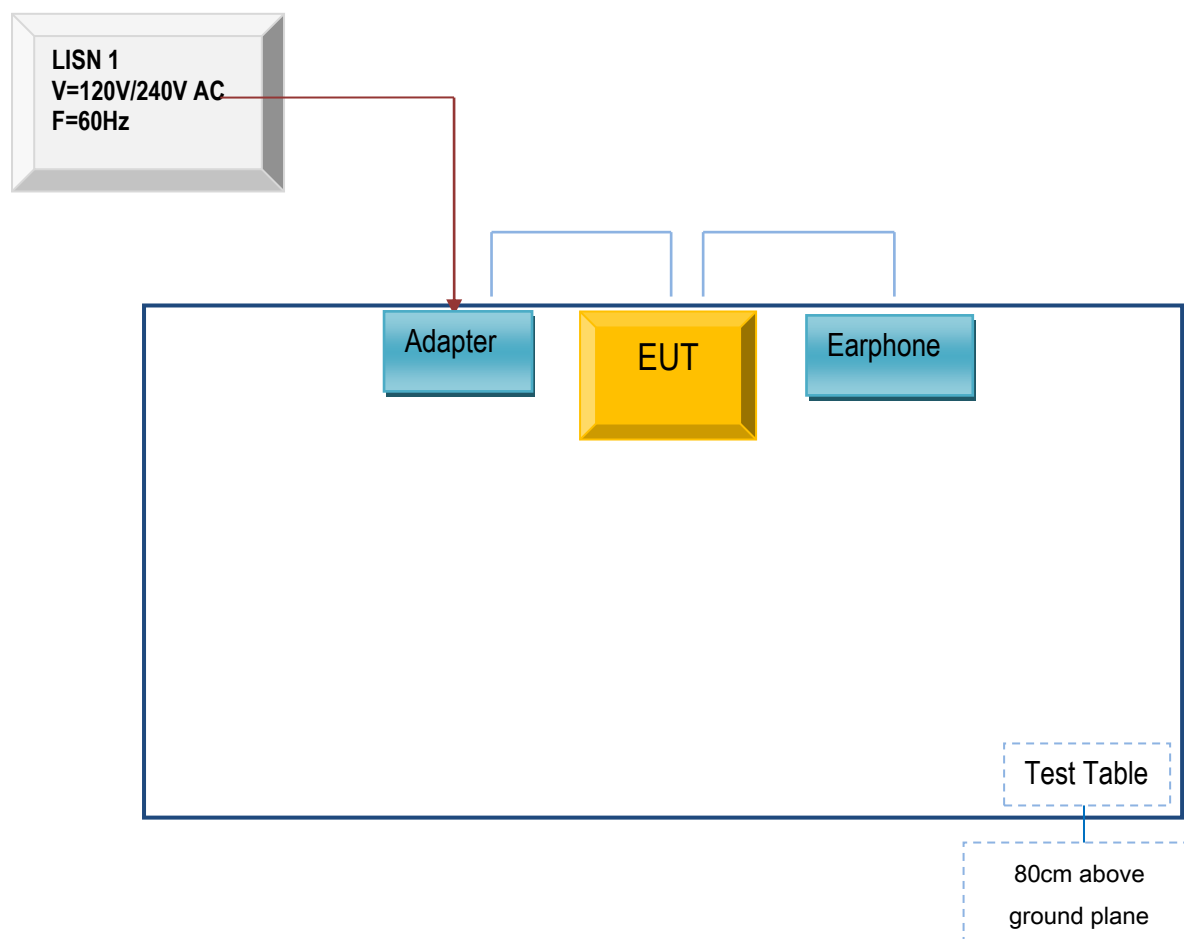 LISN 1
V=120V/240V AC
F=60Hz
Adapter
EUT
Earphone
Test Table
80cm above
ground plane